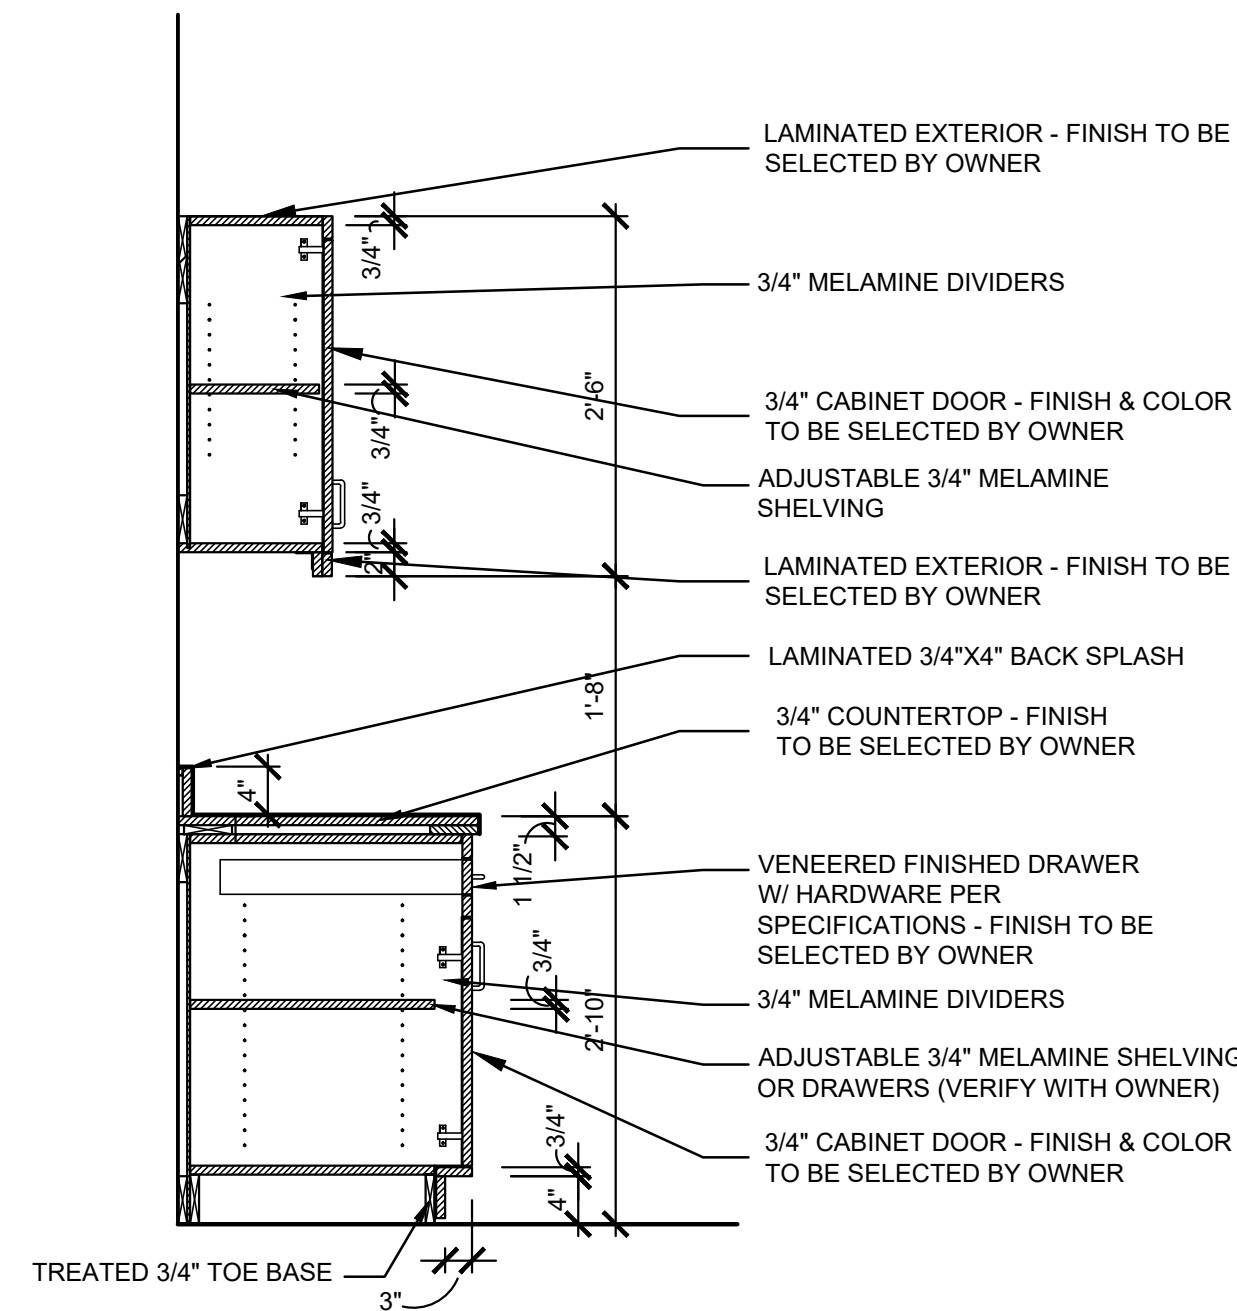 LAMINATED EXTERIOR - FINISH TO BE
SELECTED BY OWNER
3/4"
3/4" MELAMINE DIVIDERS
2'-6"
3/4" CABINET DOOR - FINISH & COLOR
TO BE SELECTED BY OWNER
3/4"
ADJUSTABLE 3/4" MELAMINE
SHELVING
3/4"
2"
LAMINATED EXTERIOR - FINISH TO BE
SELECTED BY OWNER
LAMINATED 3/4"X4" BACK SPLASH
1'-8"
3/4" COUNTERTOP - FINISH
TO BE SELECTED BY OWNER
4"
1 1/2"
VENEERED FINISHED DRAWER
W/ HARDWARE PER
SPECIFICATIONS - FINISH TO BE
SELECTED BY OWNER
3/4"
3/4" MELAMINE DIVIDERS
2'-10"
ADJUSTABLE 3/4" MELAMINE SHELVING
OR DRAWERS (VERIFY WITH OWNER)
3/4"
3/4" CABINET DOOR - FINISH & COLOR
TO BE SELECTED BY OWNER
4"
TREATED 3/4" TOE BASE
3"